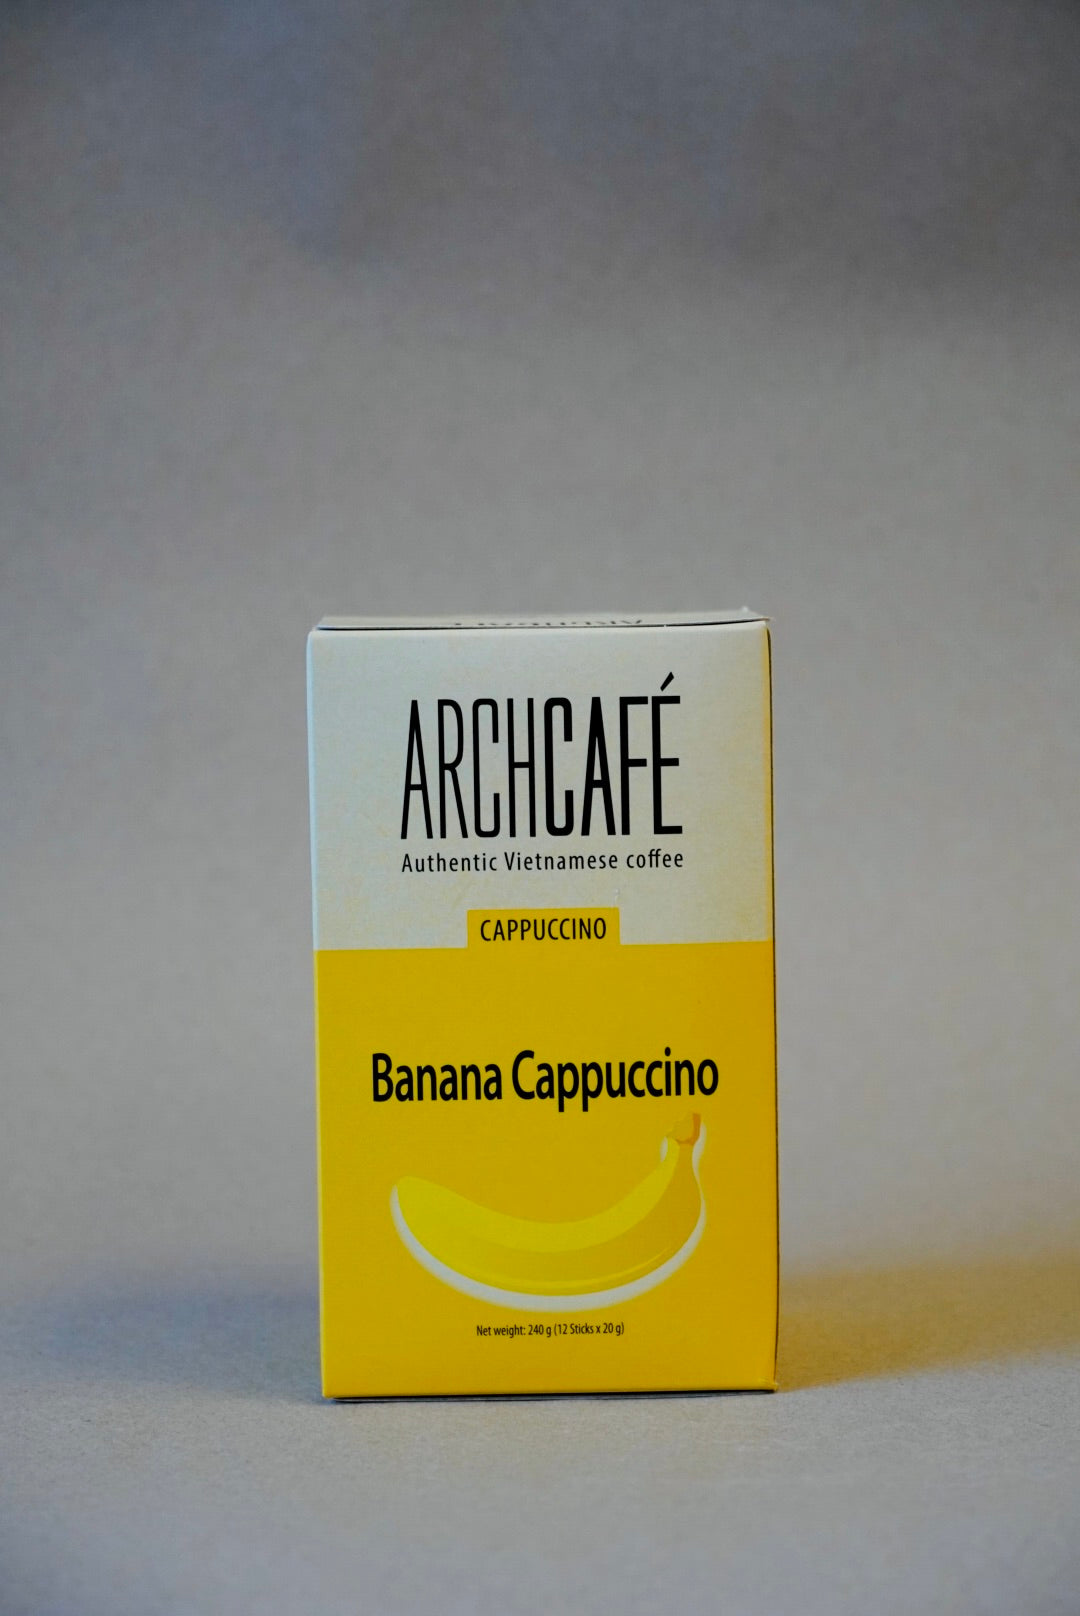 ARCHCAFÉ
Authentic Vietnamese coffee
CAPPUCCINO
Banana Cappuccino
Net weight: 240 g (12 Sticks x 20 g)